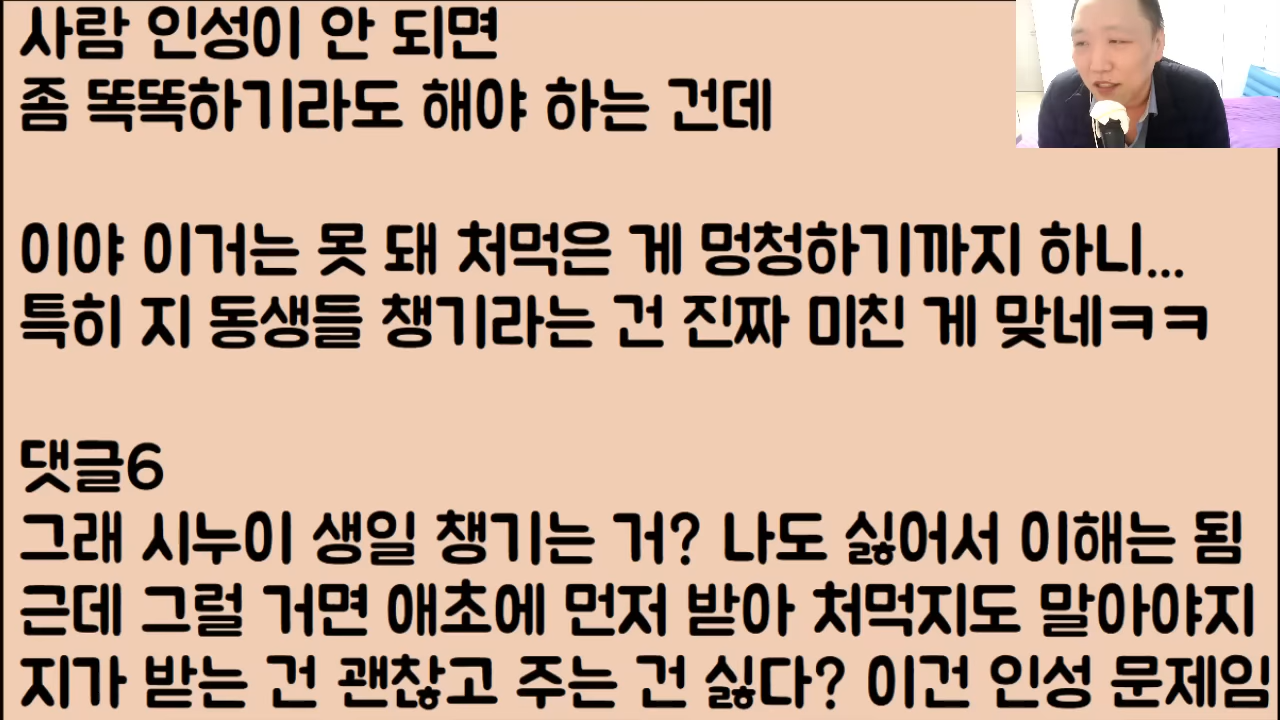 사람 인성이 안 되면
좀 똑똑하기라도 해야 하는 건데
이야 이거는 못 돼 처먹은 게 멍청하기까지 하니...
특히 지 동생들 챙기라는 건 진짜 미친 게 맞네ㅋㅋ
댓글6
그래 시누이 생일 챙기는 거? 나도 싫어서 이해는 됨
근데 그럴 거면 애초에 먼저 받아 처먹지도 말아야지
지가 받는 건 괜찮고 주는 건 싫다? 이건 인성 문제임